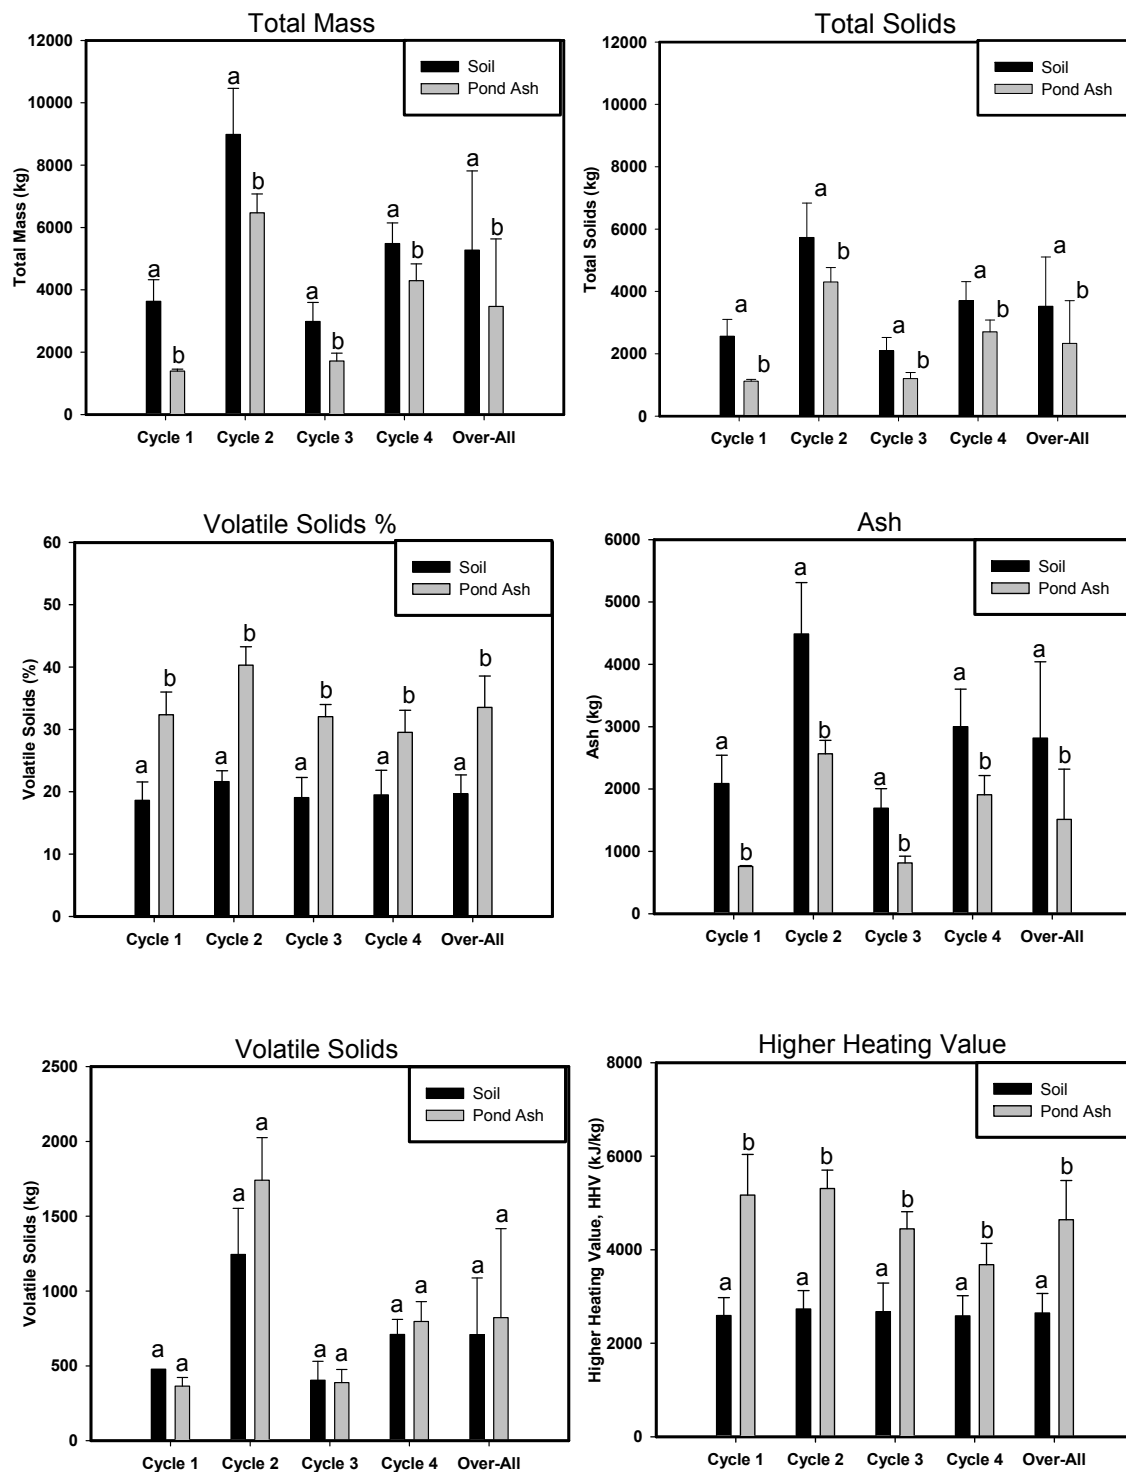 Total Mass
12000
10000
8000
6000
4000
2000
0
Total Mass (kg)
Soil
Pond Ash
a
b
a
b
a
b
a
b
a
b
Cycle 1 Cycle 2 Cycle 3 Cycle 4 Over-All
Total Solids
12000
10000
8000
6000
4000
2000
0
Total Solids (kg)
Soil
Pond Ash
a
b
a
b
a
b
a
b
a
b
Cycle 1 Cycle 2 Cycle 3 Cycle 4 Over-All
Volatile Solids %
60
50
40
30
20
10
0
Volatile Solids (%)
Soil
Pond Ash
a
b
a
b
a
b
a
b
a
b
Cycle 1 Cycle 2 Cycle 3 Cycle 4 Over-All
Ash
6000
5000
4000
3000
2000
1000
0
Ash (kg)
Soil
Pond Ash
a
b
a
b
a
b
a
b
a
b
Cycle 1 Cycle 2 Cycle 3 Cycle 4 Over-All
Volatile Solids
2500
2000
1500
1000
500
0
Volatile Solids (kg)
Soil
Pond Ash
a
a
a
a
a
a
a
a
a
a
Cycle 1 Cycle 2 Cycle 3 Cycle 4 Over-All
Higher Heating Value
8000
6000
4000
2000
0
Higher Heating Value, HHV (kJ/kg)
Soil
Pond Ash
a
b
a
b
a
b
a
b
a
b
Cycle 1 Cycle 2 Cycle 3 Cycle 4 Over-All